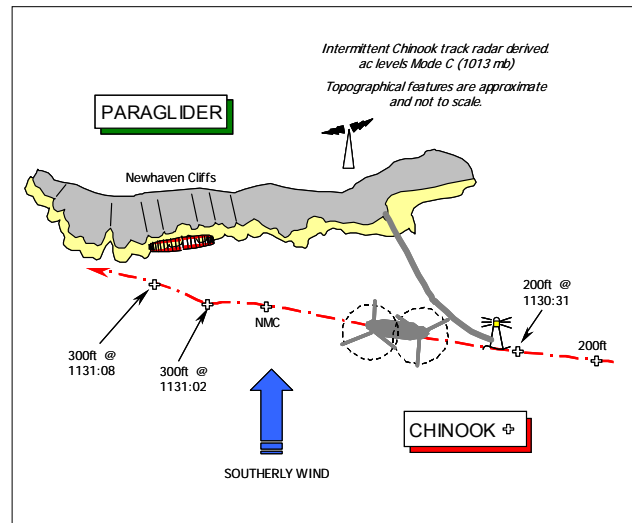 Intermittent Chinook track radar derived.
ac levels Mode C (1013 mb)
Topographical features are approximate
and not to scale.
PARAGLIDER
Newhaven Cliffs
200ft @
1130:31
NMC
200ft
300ft @
1131:08
300ft @
1131:02
CHINOOK
SOUTHERLY WIND